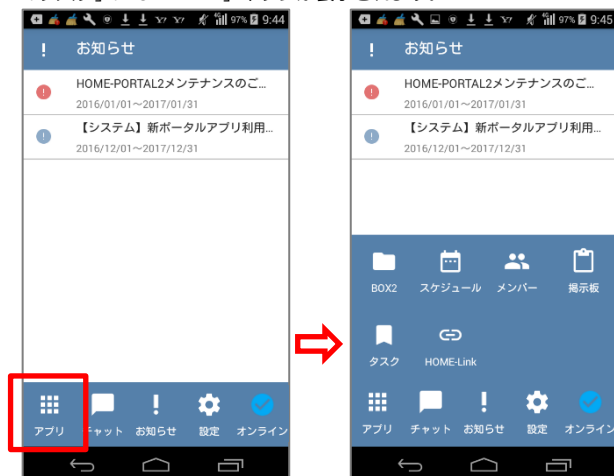 97% 9:44
お知らせ
HOME-PORTAL2メンテナンスのご...
2016/01/01～2017/01/31
【システム】新ポータルアプリ利用...
2016/12/01～2017/12/31
アプリ チャット お知らせ 設定 オンライン
97% 9:45
お知らせ
HOME-PORTAL2メンテナンスのご...
2016/01/01～2017/01/31
【システム】新ポータルアプリ利用...
2016/12/01～2017/12/31
BOX2 スケジュール メンバー 掲示板
タスク HOME-Link
アプリ チャット お知らせ 設定 オンライン